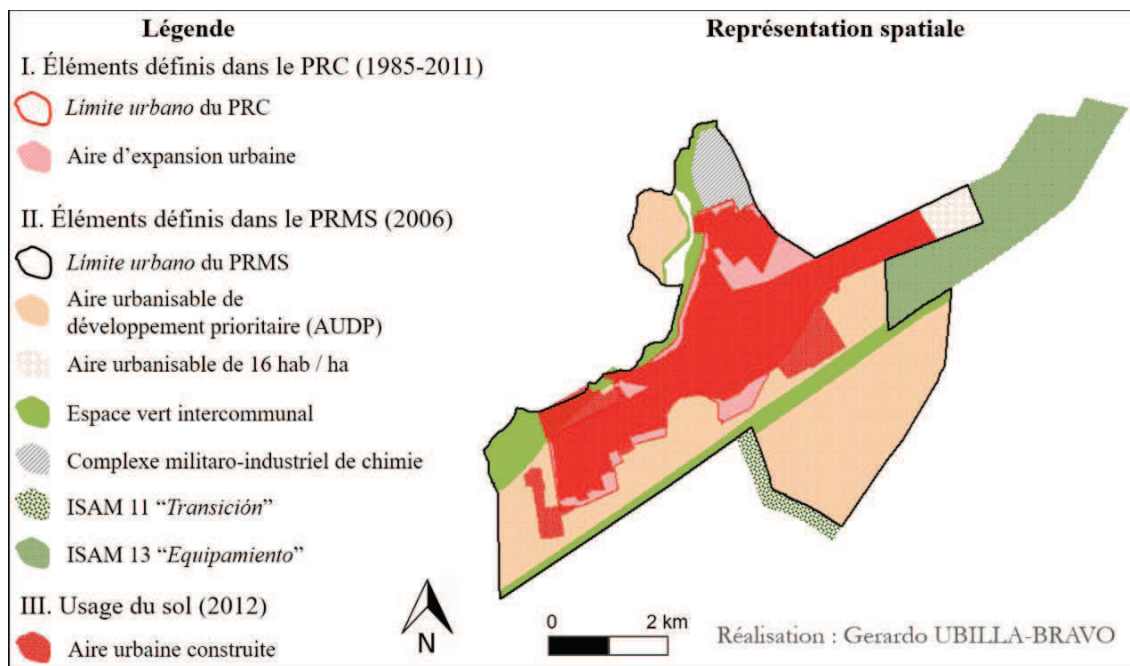 Légende
I. Éléments définis dans le PRC (1985-2011)
Límite urbano du PRC
Aire d'expansion urbaine
II. Éléments définis dans le PRMS (2006)
Límite urbano du PRMS
Aire urbanisable de
développement prioritaire (AUDP)
Aire urbanisable de 16 hab / ha
Espace vert intercommunal
Complexe militaro-industriel de chimie
ISAM 11 “Transición”
ISAM 13 “Equipamiento”
III. Usage du sol (2012)
Aire urbaine construite
Représentation spatiale
N
0 2 km
Réalisation : Gerardo UBILLA-BRAVO